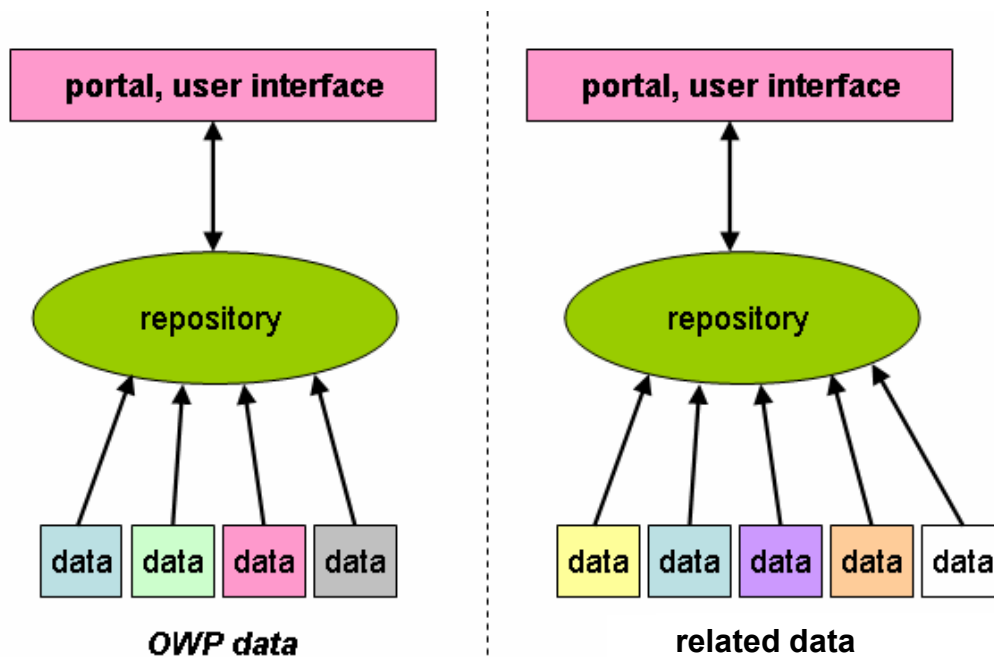 portal, user interface
repository
data data data data
OWP data
portal, user interface
repository
data data data data data
related data